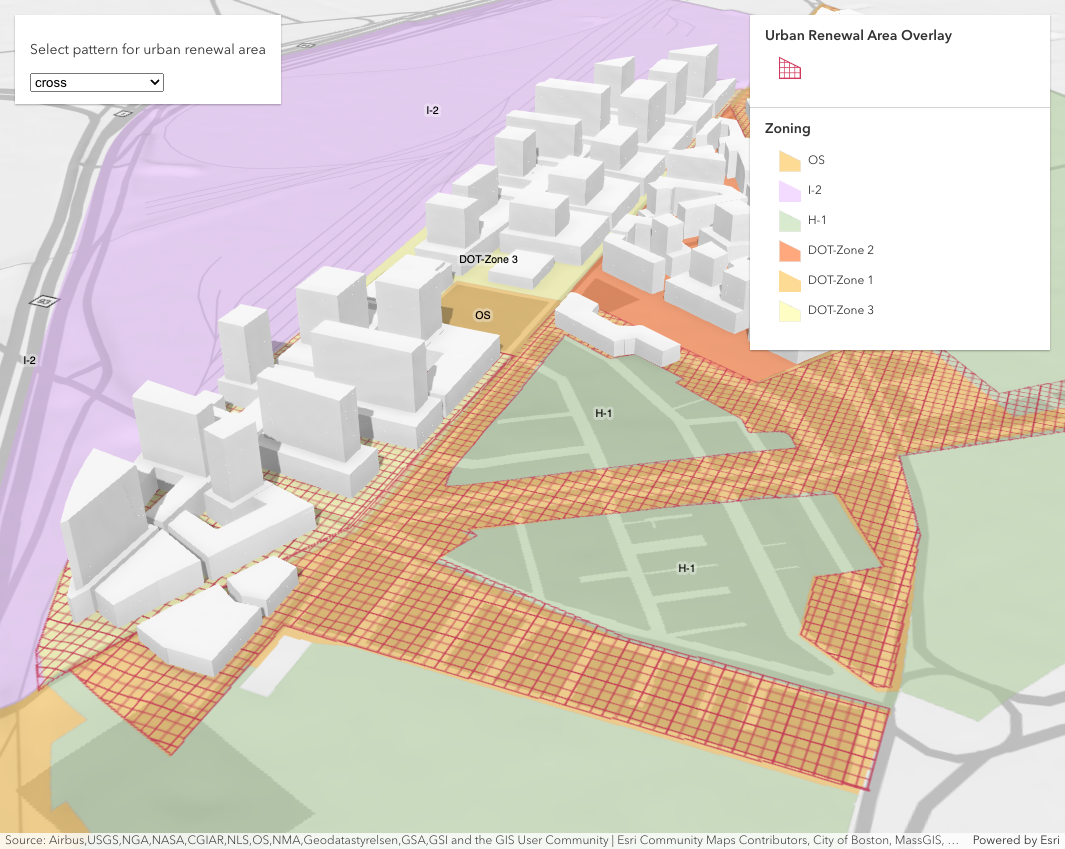 Select pattern for urban renewal area
cross
Urban Renewal Area Overlay
Zoning
OS
I-2
H-1
DOT-Zone 2
DOT-Zone 1
DOT-Zone 3
I-2
DOT-Zone 3
OS
93
I-2
H-1
H-1
Source: Airbus,USGS,NGA,NASA,CGIAR,NLS,OS,NMA,Geodatastyrelsen,GSA,GSI and the GIS User Community | Esri Community Maps Contributors, City of Boston, MassGIS, …
Powered by Esri